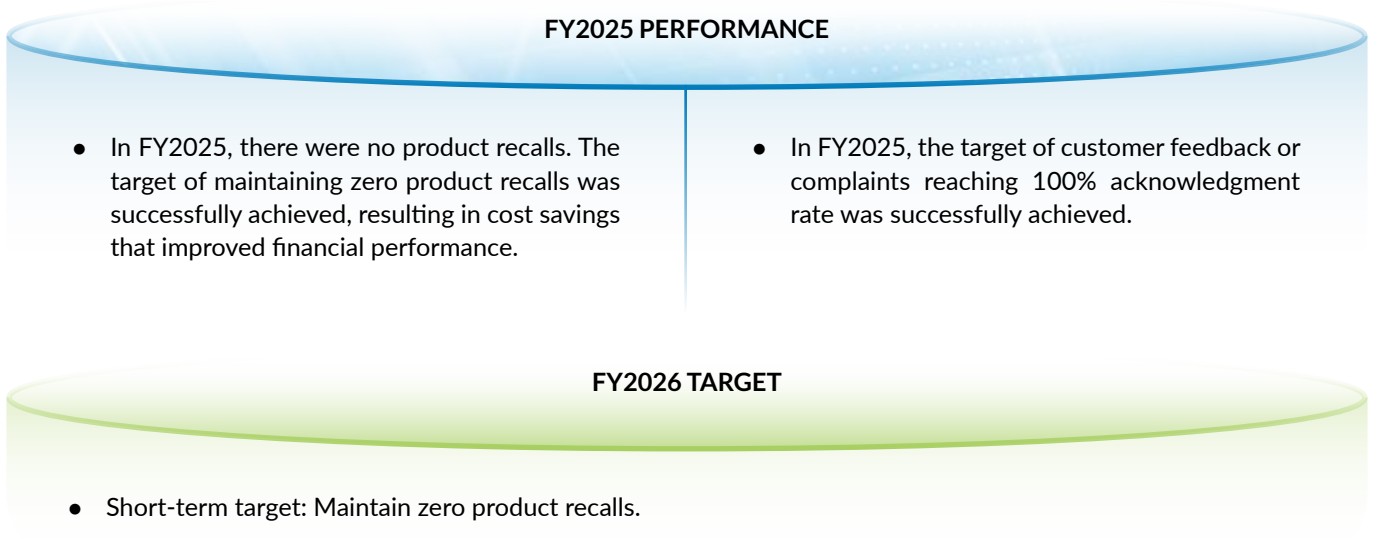 FY2025 PERFORMANCE
● In FY2025, there were no product recalls. The
target of maintaining zero product recalls was
successfully achieved, resulting in cost savings
that improved financial performance.
● In FY2025, the target of customer feedback or
complaints reaching 100% acknowledgment
rate was successfully achieved.
FY2026 TARGET
● Short-term target: Maintain zero product recalls.